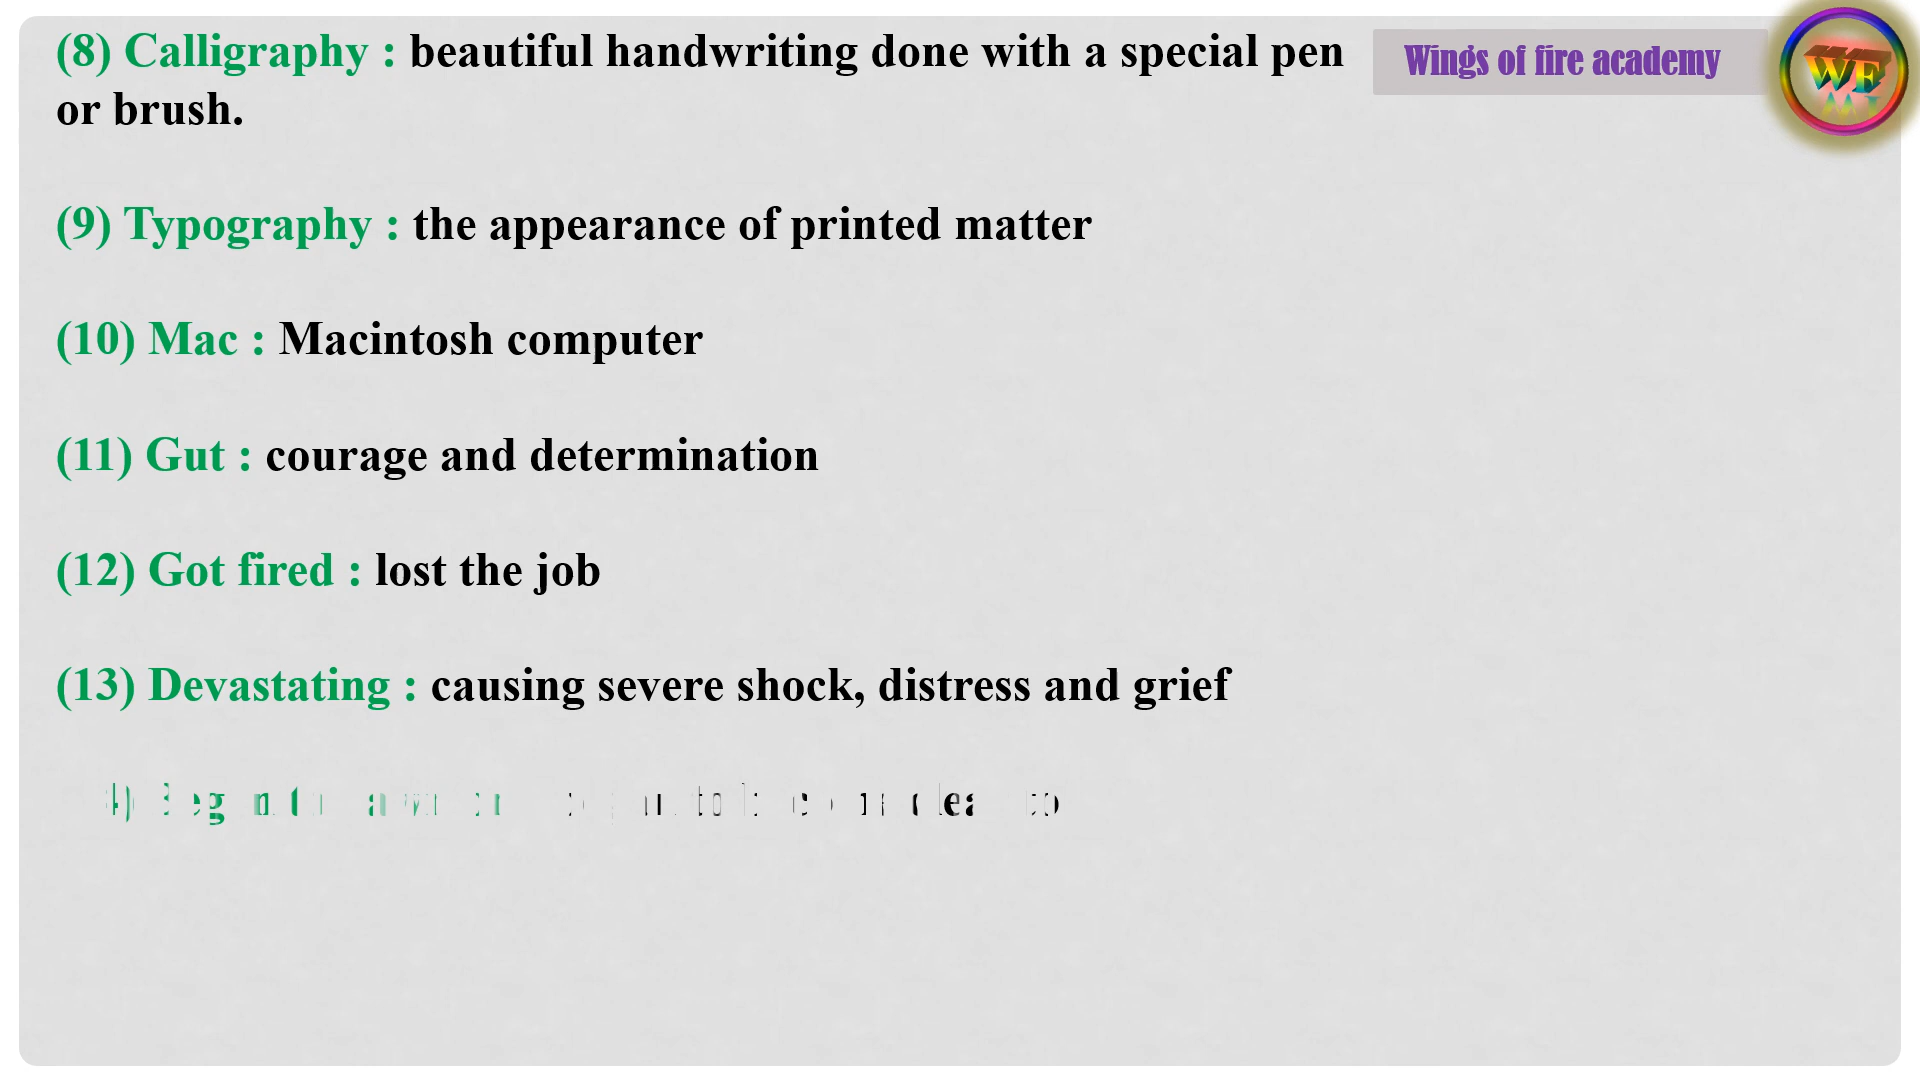 (8) Calligraphy : beautiful handwriting done with a special pen
or brush.
Wings of fire academy
WE
(9) Typography : the appearance of printed matter
(10) Mac : Macintosh computer
(11) Gut : courage and determination
(12) Got fired : lost the job
(13) Devastating : causing severe shock, distress and grief